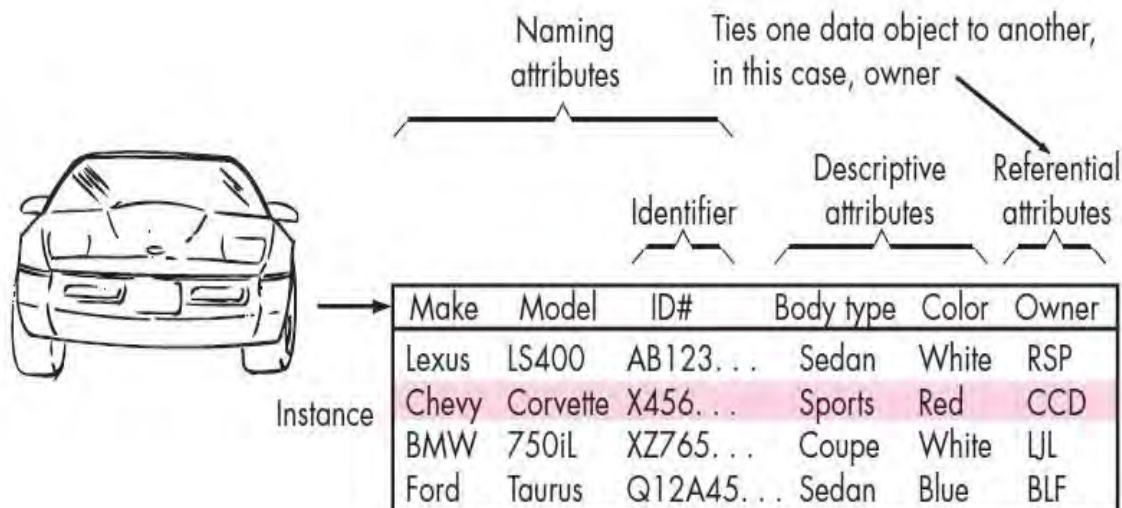 Naming
attributes
Ties one data object to another,
in this case, owner
Identifier
Descriptive
attributes
Referential
attributes
Make Model ID# Body type Color Owner
Lexus LS400 AB123. . . Sedan White RSP
Instance
Chevy Corvette X456. . . Sports Red CCD
BMW 750iL XZ765. . . Coupe White LJL
Ford Taurus Q12A45. . . Sedan Blue BLF